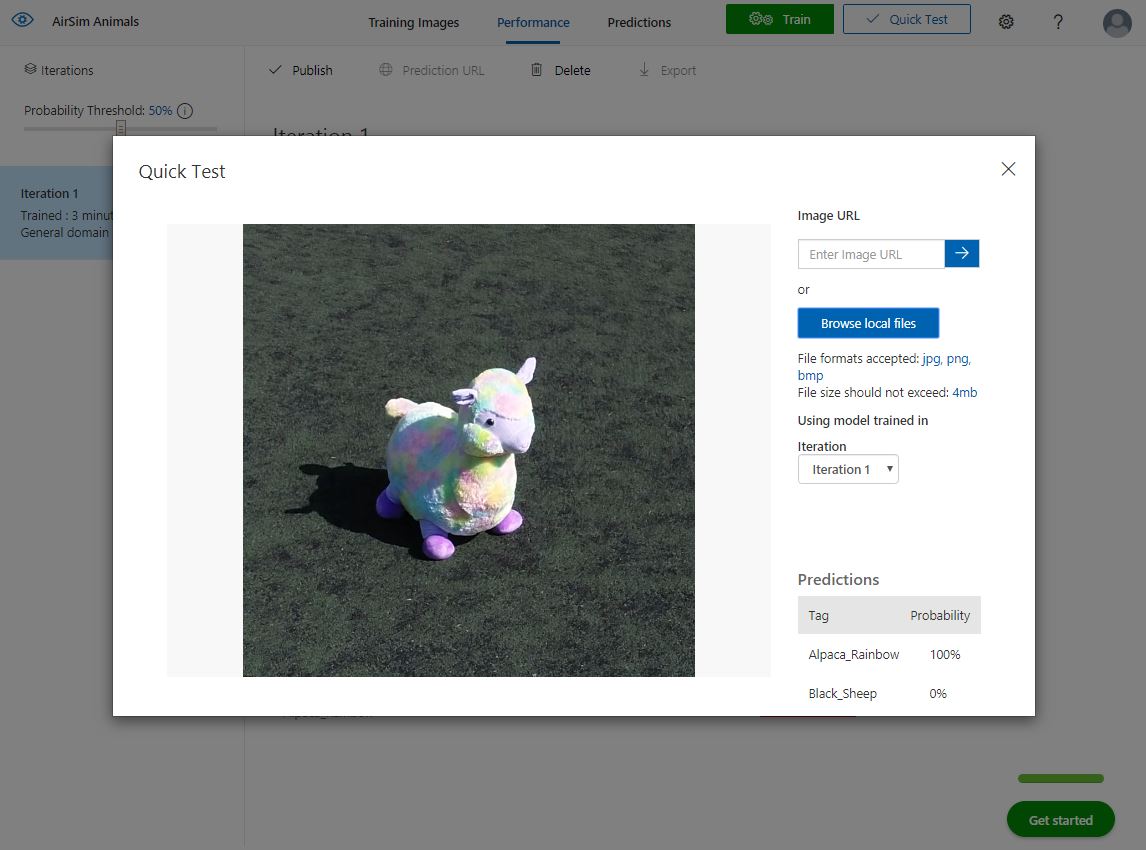 AirSim Animals
Training Images
Performance
Predictions
Train
Quick Test
?
Iterations
Publish
Prediction URL
Delete
Export
Probability Threshold: 50% i
Iteration 1
Iteration 1
Trained : 3 minut
General domain
Quick Test
Image URL
Enter Image URL
or
Browse local files
File formats accepted: jpg, png,
bmp
File size should not exceed: 4mb
Using model trained in
Iteration
Iteration 1
Predictions
Tag Probability
Alpaca_Rainbow 100%
Black_Sheep 0%
Alpaca_Rainbow
Get started